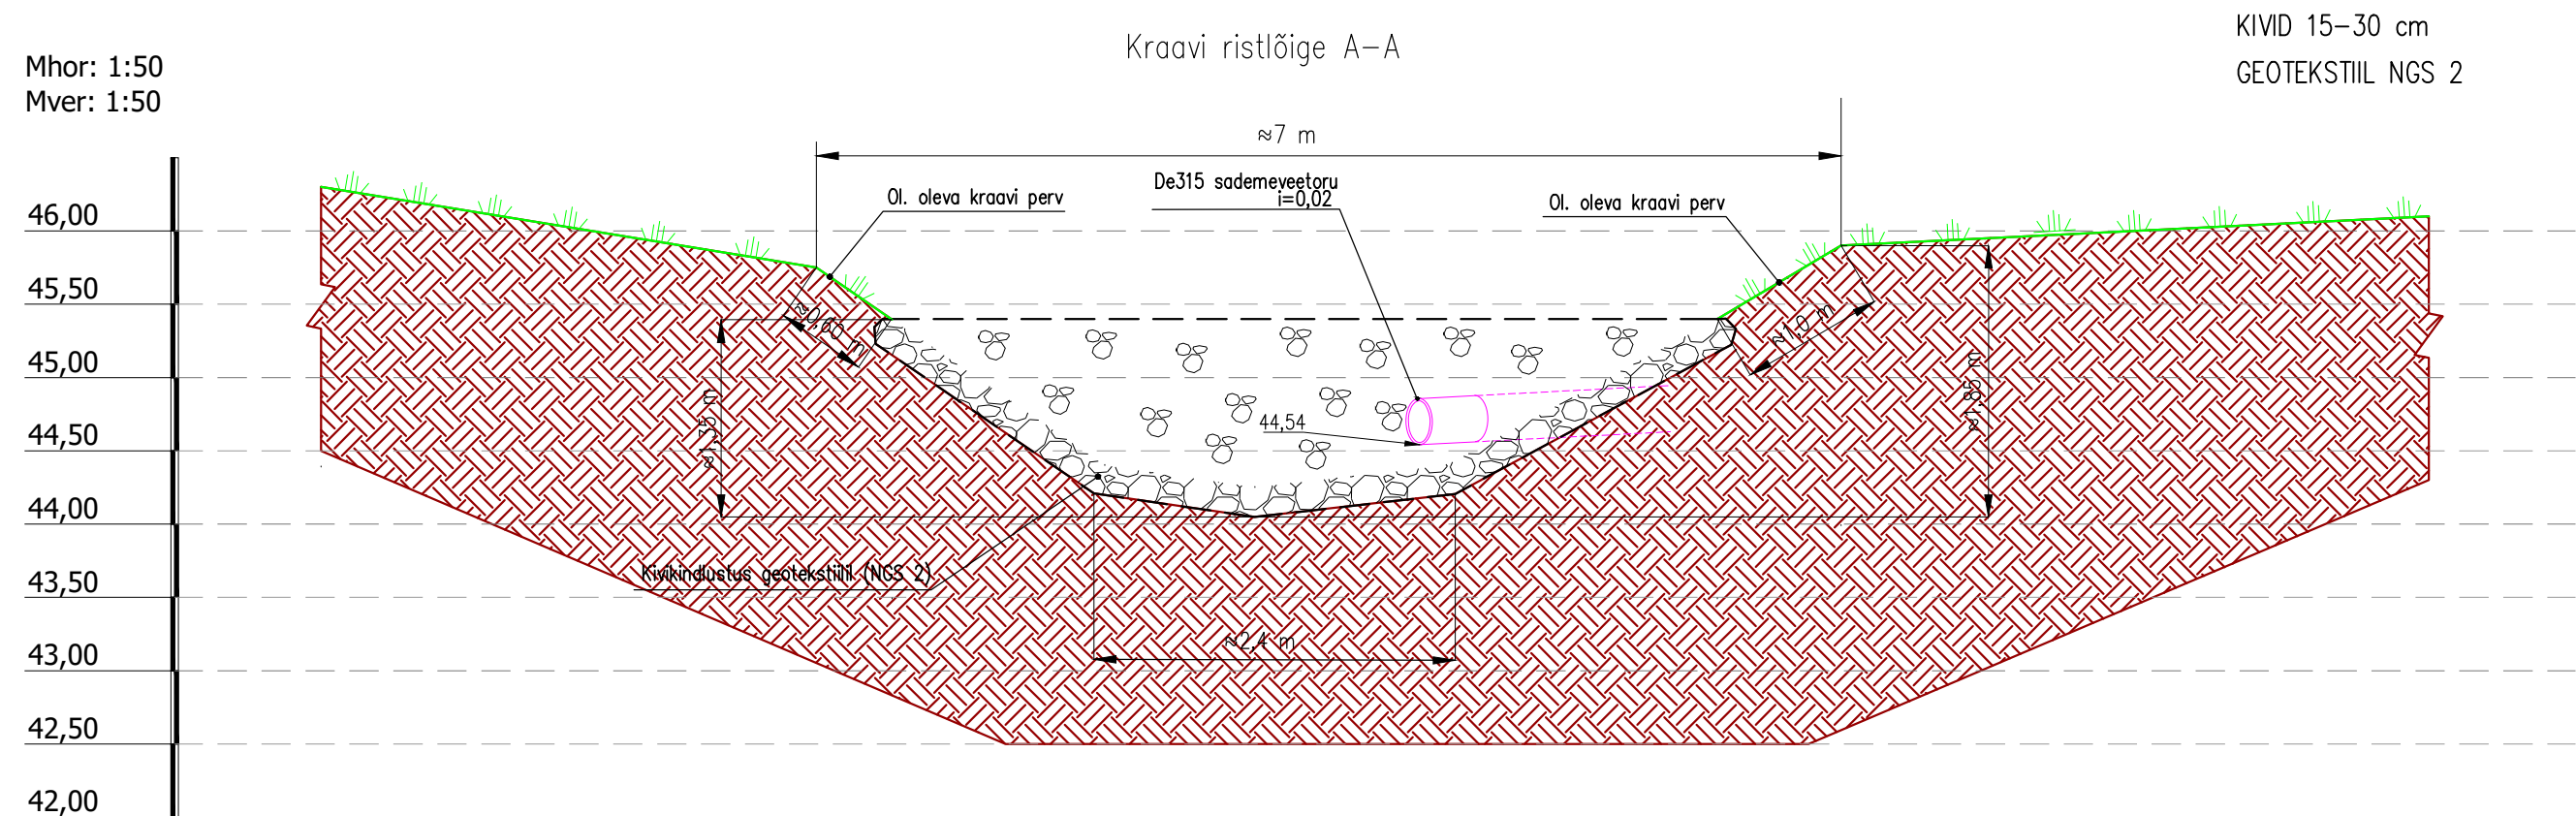 Kraavi ristlõige A-A
KIVID 15-30 cm
GEOTEKSTIIL NGS 2
Mhor: 1:50
Mver: 1:50
≈7 m
De315 sademeveetoru
i=0,02
Ol. oleva kraavi perv
Ol. oleva kraavi perv
46,00
45,50
45,00
44,50
44,00
43,50
43,00
42,50
42,00
≈0,60 m
≈1,0 m
≈1,35 m
≈1,85 m
44,54
Kivikindlustus geotekstiilil (NGS 2)
≈2,4 m